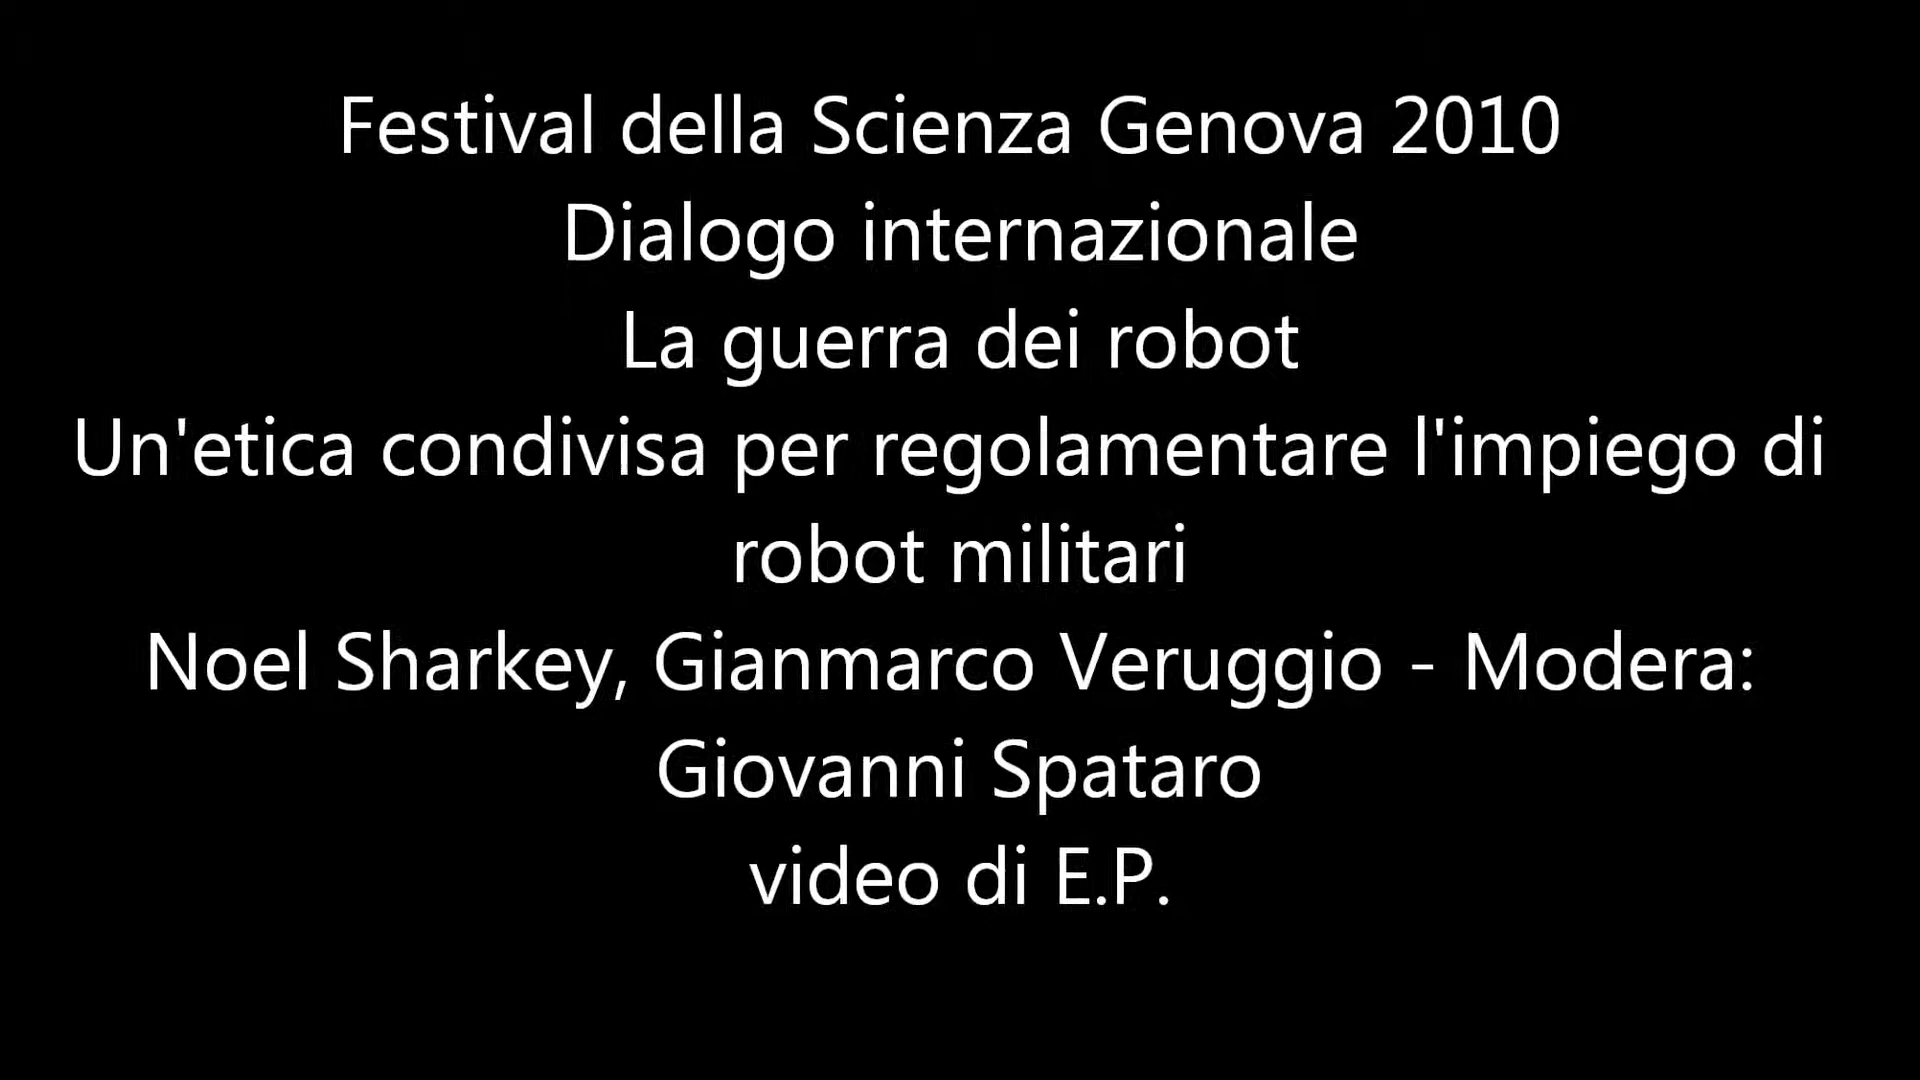 Festival della Scienza Genova 2010
Dialogo internazionale
La guerra dei robot
Un'etica condivisa per regolamentare l'impiego di
robot militari
Noel Sharkey, Gianmarco Veruggio - Modera:
Giovanni Spataro
video di E.P.